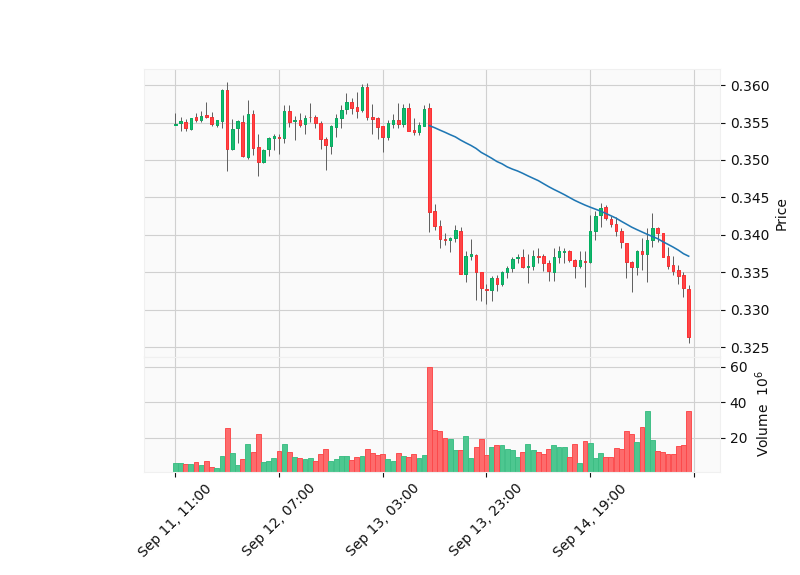 0.360
0.355
0.350
0.345
0.340
0.335
0.330
0.325
Price
60
40
20
Volume 10^6
Sep 11, 11:00
Sep 12, 07:00
Sep 13, 03:00
Sep 13, 23:00
Sep 14, 19:00